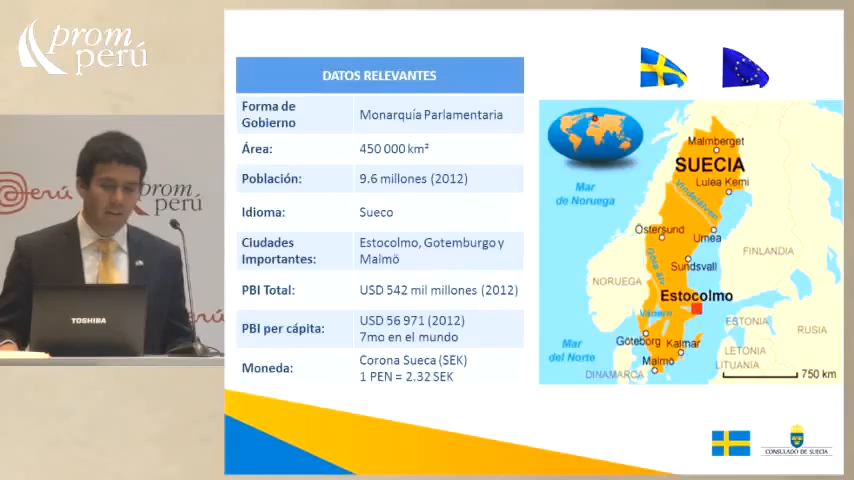 prom
perú
Perú
prom
perú
TOSHIBA
DATOS RELEVANTES
Forma de
Gobierno
Monarquía Parlamentaria
Área:
450 000 km²
Población:
9.6 millones (2012)
Idioma:
Sueco
Ciudades
Importantes:
Estocolmo, Gotemburgo y
Malmö
PBI Total:
USD 542 mil millones (2012)
PBI per cápita:
USD 56 971 (2012)
7mo en el mundo
Moneda:
Corona Sueca (SEK)
1 PEN = 2.32 SEK
Malmberget
SUECIA
Lulea Kemi
Mar
de Noruega
Vindelälven
Östersund
Umea
FINLANDIA
Sundsvall
NORUEGA
Estocolmo
Vänern
ESTONIA
RUSIA
Göteborg
Kalmar
Mar
del Norte
LETONIA
Malmö
LITUANIA
DINAMARCA
750 km
CONSULADO DE SUECIA